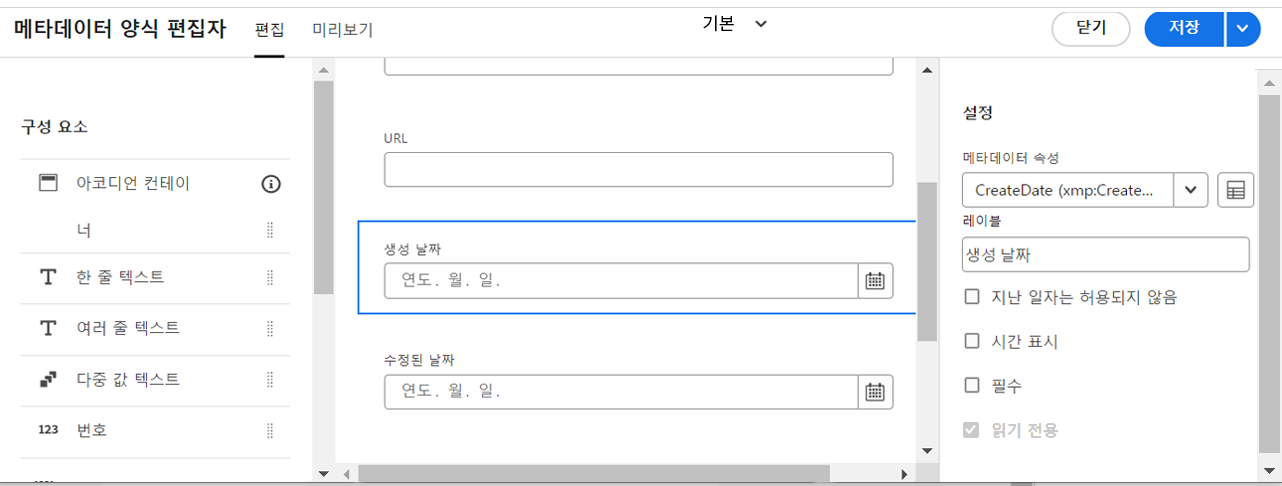 메타데이터 양식 편집자
편집
미리보기
기본
닫기
저장
구성 요소
아코디언 컨테이
너
한 줄 텍스트
여러 줄 텍스트
다중 값 텍스트
123 번호
URL
생성 날짜
연도. 월. 일.
수정된 날짜
연도. 월. 일.
설정
메타데이터 속성
CreateDate (xmp:Create...
레이블
생성 날짜
지난 일자는 허용되지 않음
시간 표시
필수
읽기 전용